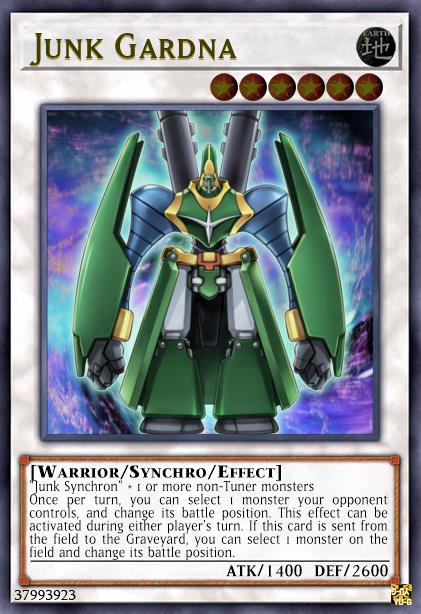 JUNK GARDNA
EARTH
地
[WARRIOR/SYNCHRO/EFFECT]
"Junk Synchron" + 1 or more non-Tuner monsters
Once per turn, you can select 1 monster your opponent
controls, and change its battle position. This effect can be
activated during either player's turn. If this card is sent
from the field to the Graveyard, you can select 1 monster on the
field and change its battle position.
ATK/1400 DEF/2600
37993923